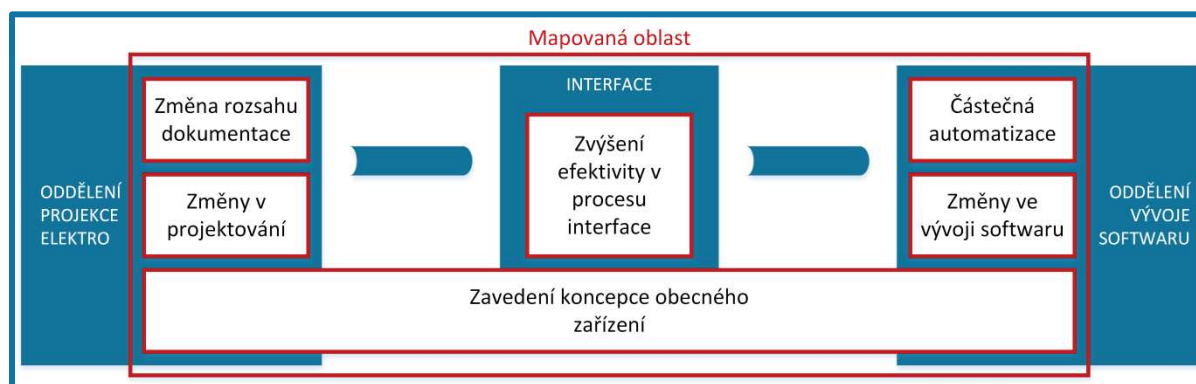 Mapovaná oblast
ODDĚLENÍ
PROJEKCE
ELEKTRO
Změna rozsahu
dokumentace
Změny v
projektování
INTERFACE
Zvýšení
efektivity v
procesu
interface
Částečná
automatizace
Změny ve
vývoji softwaru
ODDĚLENÍ
VÝVOJE
SOFTWARU
Zavedení koncepce obecného
zařízení